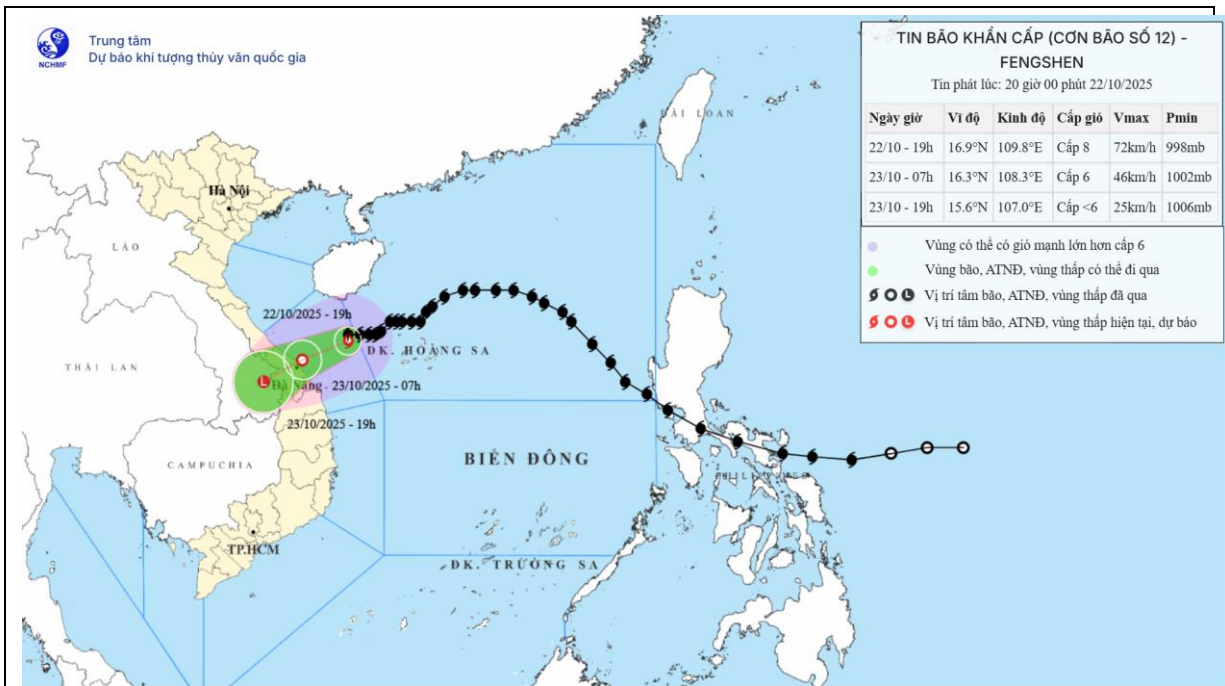 NCHMF
Trung tâm
Dự báo khí tượng thủy văn quốc gia
TIN BÃO KHẨN CẤP (CƠN BÃO SỐ 12) -
FENGSHEN
Tin phát lúc: 20 giờ 00 phút 22/10/2025
Ngày giờ Vĩ độ Kinh độ Cấp gió Vmax Pmin
22/10 - 19h 16.9°N 109.8°E Cấp 8 72km/h 998mb
23/10 - 07h 16.3°N 108.3°E Cấp 6 46km/h 1002mb
23/10 - 19h 15.6°N 107.0°E Cấp <6 25km/h 1006mb
Vùng có thể có gió mạnh lớn hơn cấp 6
Vùng bão, ATNĐ, vùng thấp có thể đi qua
L Vị trí tâm bão, ATNĐ, vùng thấp đã qua
L Vị trí tâm bão, ATNĐ, vùng thấp hiện tại, dự báo
ĐÀI LOAN
Hà Nội
LÀO
22/10/2025 - 19h
ĐK. HOÀNG SA
THÁI LAN
L
Đà Nẵng
23/10/2025 - 07h
23/10/2025 - 19h
BIỂN ĐÔNG
CAMPUCHIA
PHILIPPINES
TP.HCM
ĐK. TRƯỜNG SA